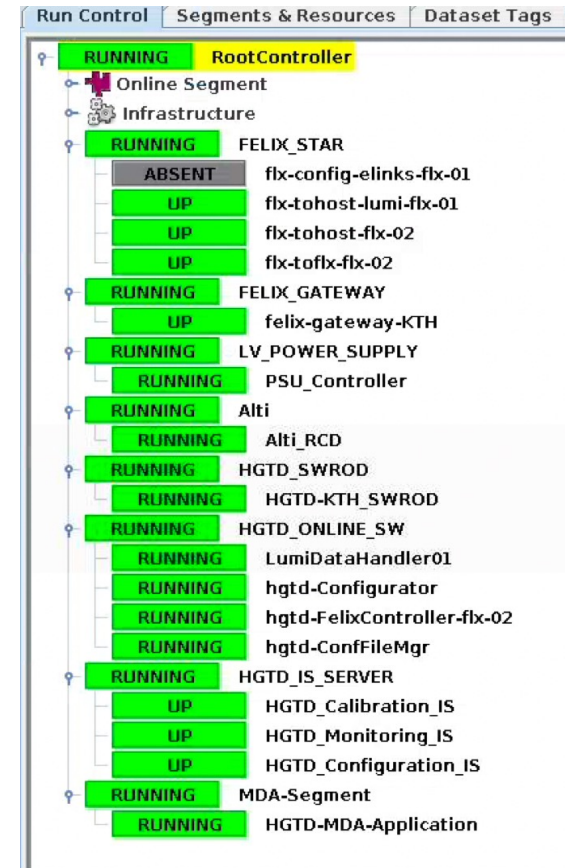 Run Control Segments & Resources Dataset Tags
RUNNING RootController
Online Segment
Infrastructure
RUNNING FELIX_STAR
ABSENT flx-config-elinks-flx-01
UP flx-tohost-lumi-flx-01
UP flx-tohost-flx-02
UP flx-toflx-flx-02
RUNNING FELIX_GATEWAY
UP felix-gateway-KTH
RUNNING LV_POWER_SUPPLY
RUNNING PSU_Controller
RUNNING Alti
RUNNING Alti_RCD
RUNNING HGTD_SWROD
RUNNING HGTD-KTH_SWROD
RUNNING HGTD_ONLINE_SW
RUNNING LumiDataHandler01
RUNNING hgtd-Configurator
RUNNING hgtd-FelixController-flx-02
RUNNING hgtd-ConfFileMgr
RUNNING HGTD_IS_SERVER
UP HGTD_Calibration_IS
UP HGTD_Monitoring_IS
UP HGTD_Configuration_IS
RUNNING MDA-Segment
RUNNING HGTD-MDA-Application